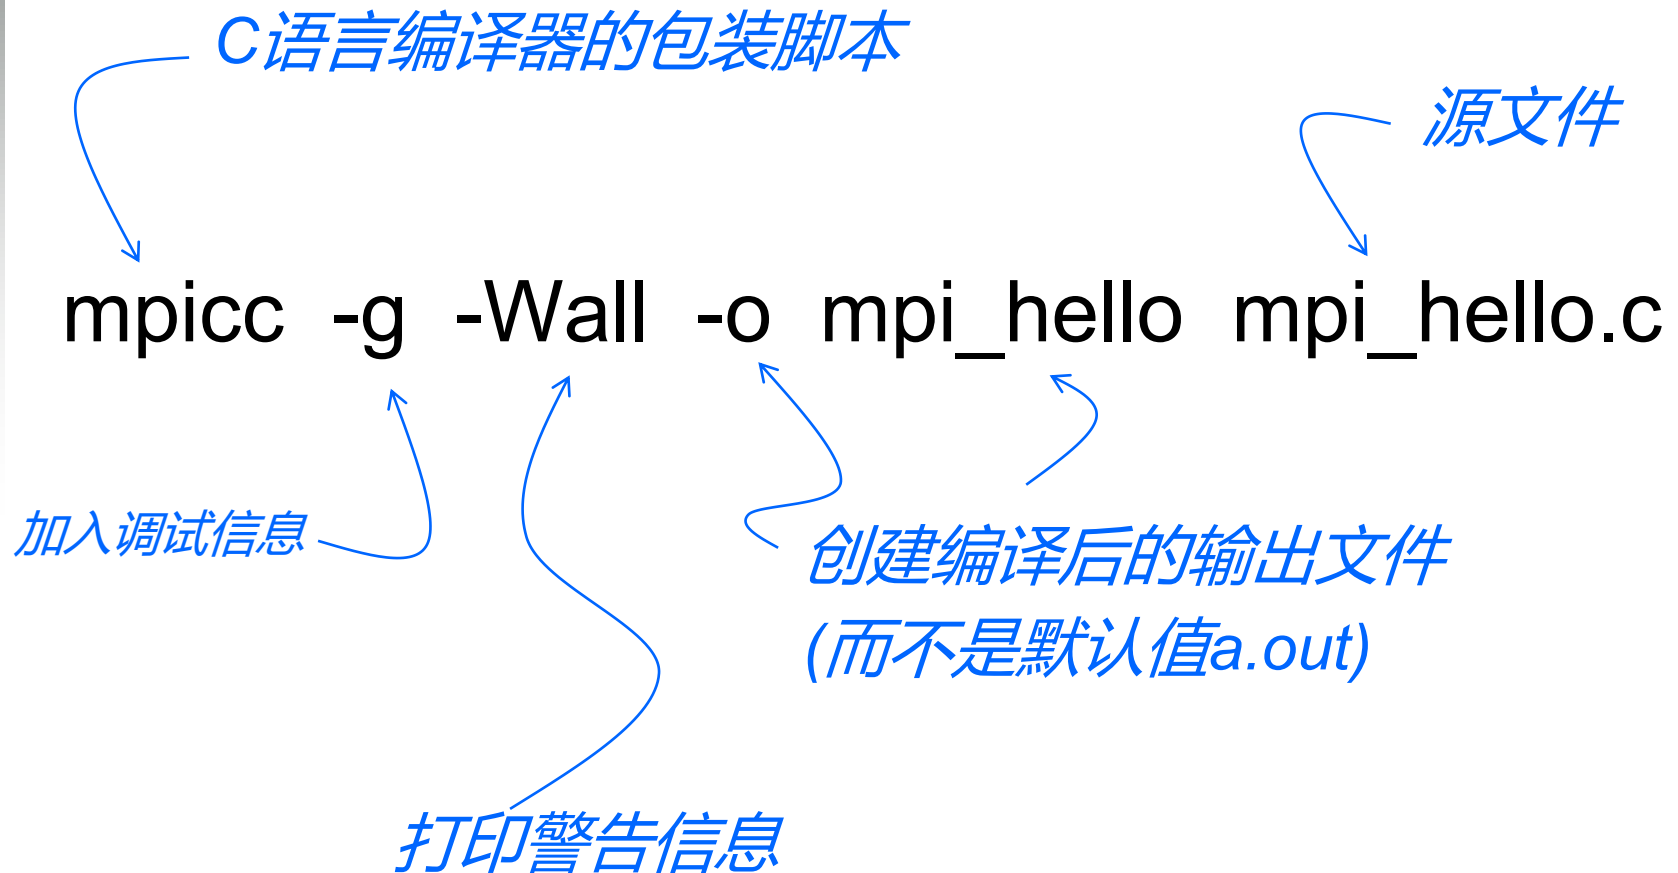 C语言编译器的包装脚本
源文件
mpicc -g -Wall -o mpi_hello mpi_hello.c
加入调试信息
创建编译后的输出文件
(而不是默认值a.out)
打印警告信息